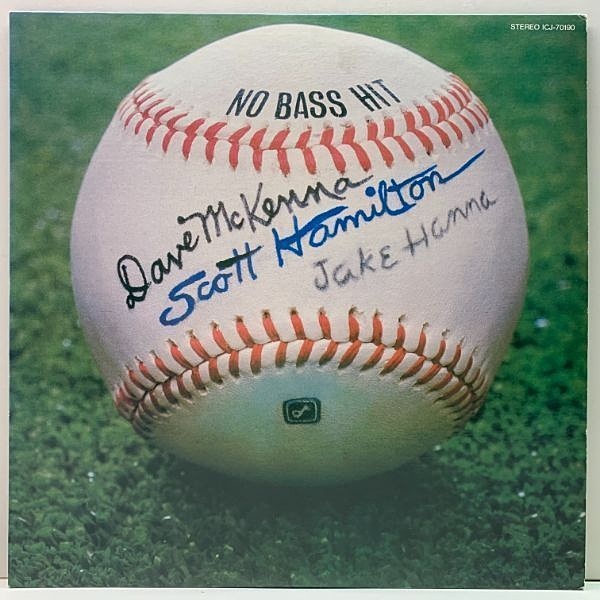 STEREO ICJ-70190
NO BASS HIT
Dave McKenna
Scott Hamilton
Jake Hanna